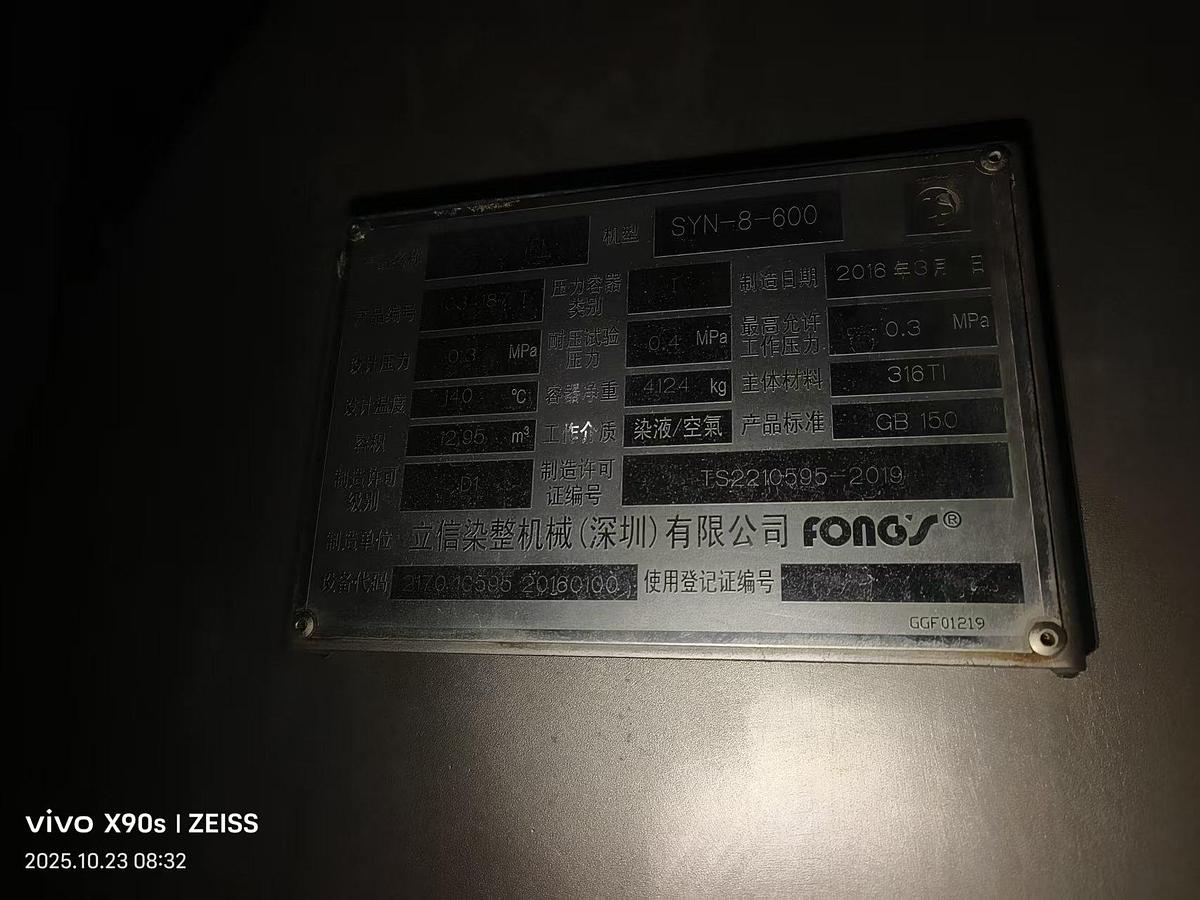 机型 SYN-8-600
产品编号 压力容器类别 I 制造日期 2016 年 3 月 日
设计压力 0.3 MPa 耐压试验压力 0.4 MPa 最高允许工作压力 0.3 MPa
设计温度 140 ℃ 容器净重 4124 kg 主体材料 316TI
容积 12.95 m³ 工作介质 染液/空氣 产品标准 GB 150
制造许可级别 D1 制造许可证编号 TS2210595-2019
制造单位 立信染整机械(深圳)有限公司 FONG'S®
设备代码 2170 10595 20160100 使用登记证编号
GGF01219
vivo X90s | ZEISS
2025.10.23 08:32